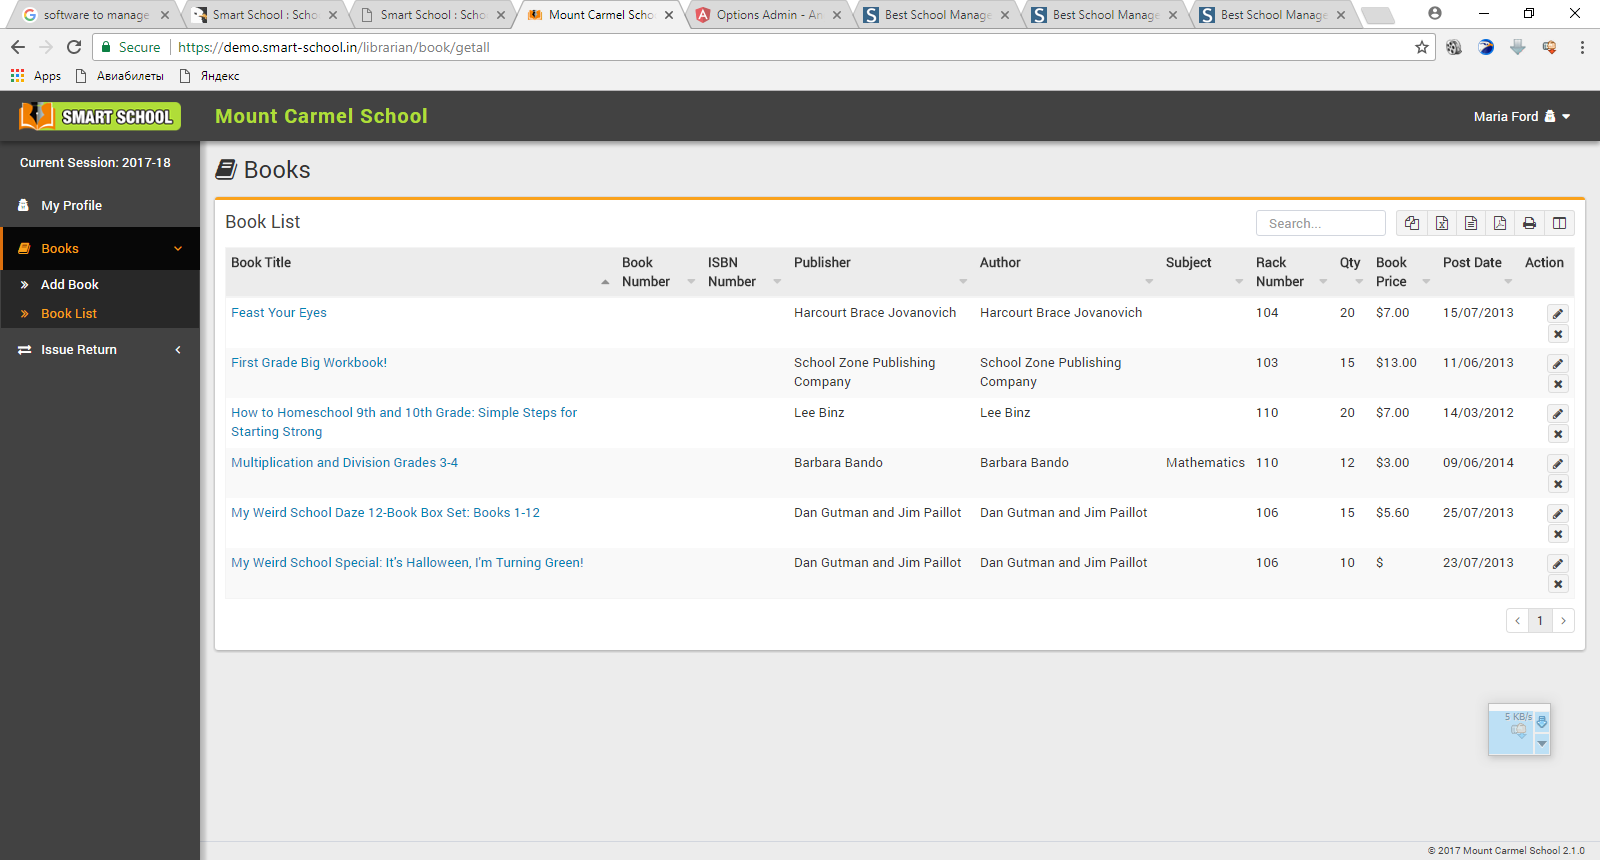 software to manage
Smart School : Scho
Smart School : Scho
Mount Carmel Scho
Options Admin - An
Best School Manage
Best School Manage
Best School Manage
Secure https://demo.smart-school.in/librarian/book/getall
Apps Авиабилеты Яндекс
SMART SCHOOL
Mount Carmel School
Maria Ford
Current Session: 2017-18
My Profile
Books
Add Book
Book List
Issue Return
Books
Book List
Search...
Book Title Book Number ISBN Number Publisher Author Subject Rack Number Qty Book Price Post Date Action
Feast Your Eyes Harcourt Brace Jovanovich Harcourt Brace Jovanovich 104 20 $7.00 15/07/2013
First Grade Big Workbook! School Zone Publishing Company School Zone Publishing Company 103 15 $13.00 11/06/2013
How to Homeschool 9th and 10th Grade: Simple Steps for Starting Strong Lee Binz Lee Binz 110 20 $7.00 14/03/2012
Multiplication and Division Grades 3-4 Barbara Bando Barbara Bando Mathematics 110 12 $3.00 09/06/2014
My Weird School Daze 12-Book Box Set: Books 1-12 Dan Gutman and Jim Paillot Dan Gutman and Jim Paillot 106 15 $5.60 25/07/2013
My Weird School Special: It's Halloween, I'm Turning Green! Dan Gutman and Jim Paillot Dan Gutman and Jim Paillot 106 10 $ 23/07/2013
1
5 KB/s
© 2017 Mount Carmel School 2.1.0